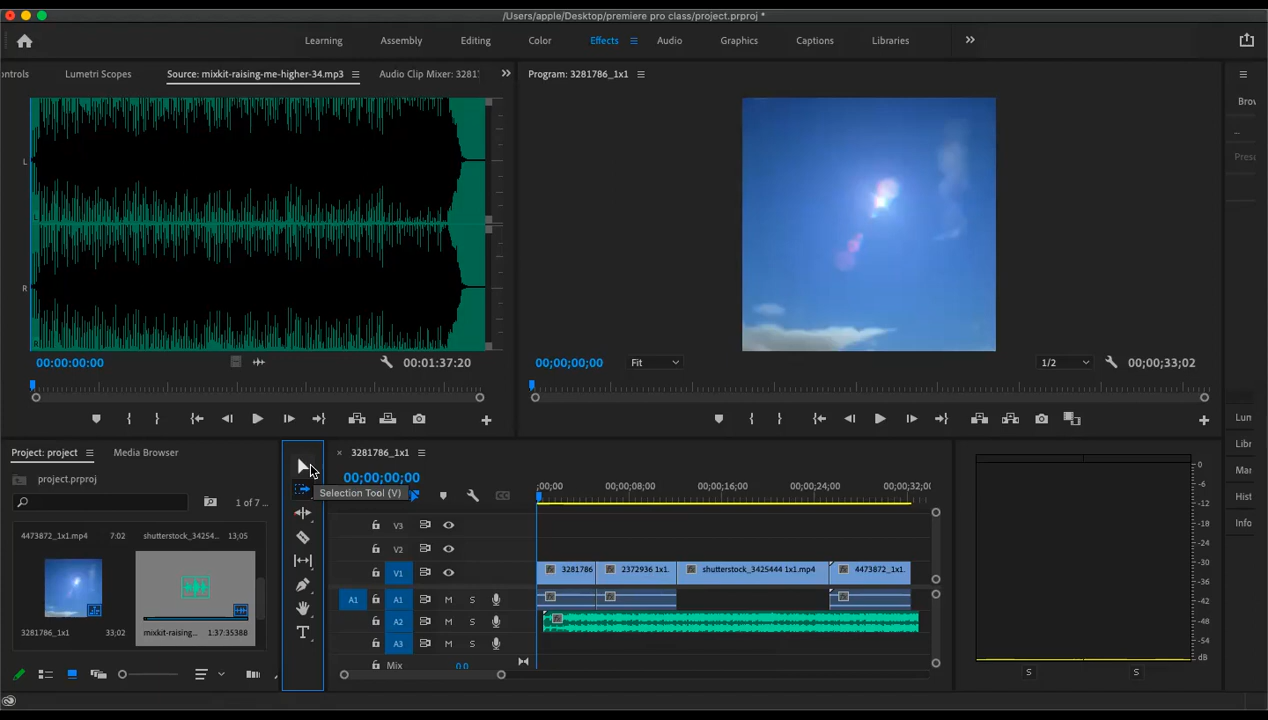 /Users/apple/Desktop/premiere pro class/project.prproj *
Learning Assembly Editing Color Effects Audio Graphics Captions Libraries
ontrols Lumetri Scopes Source: mixkit-raising-me-higher-34.mp3 Audio Clip Mixer: 3281
Program: 3281786_1x1
Brow
Prese
L
R
00:00:00:00 00:01:37:20
00;00;00;00 Fit 1/2 00;00;33,02
Project: project Media Browser
project.prproj
1 of 7 ...
4473872_1x1.mp4 7:02 shutterstock_34254... 13,05
3281786_1x1 33;02 mixkit-raising... 1:37:35388
Selection Tool (V)
T
× 3281786_1x1
00;00;00;00
;00;00 00;00;08;00 00;00;16;00 00;00;24;00 00;00;32;0
V3
V2
V1 3281786 2372936 1x1. shutterstock_3425444 1x1.mp4 4473872_1x1.
A1 A1 M S
A2 M S
A3 M S
Mix 0.0
0
-6
-12
-18
-24
-30
-36
-42
-48
-54
dB
S S
Lum
Libr
Mar
Hist
Info